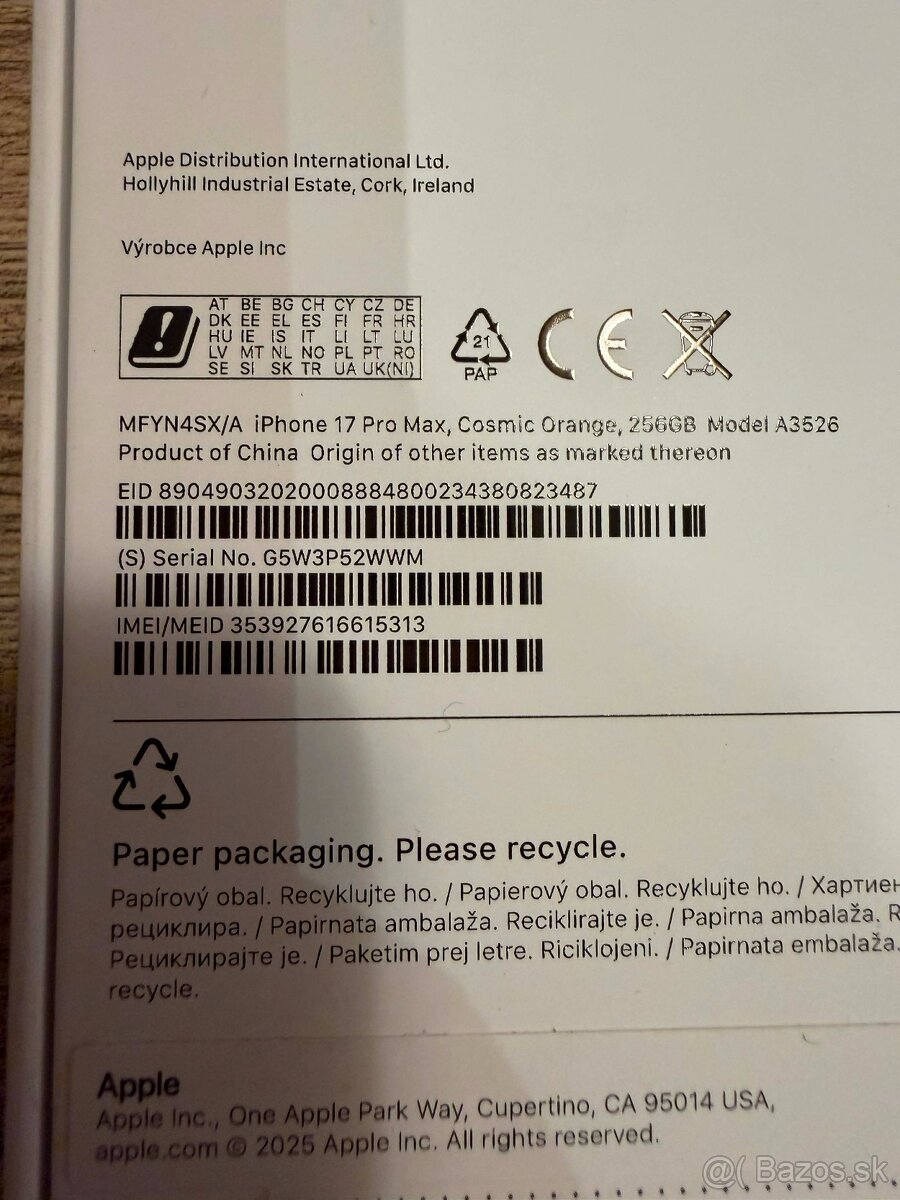 Apple Distribution International Ltd.
Hollyhill Industrial Estate, Cork, Ireland
Výrobce Apple Inc
AT BE BG CH CY CZ DE
DK EE EL ES FI FR HR
HU IE IS IT LI LT LU
LV MT NL NO PL PT RO
SE SI SK TR UA UK(NI)
21
PAP
CE
MFYN4SX/A iPhone 17 Pro Max, Cosmic Orange, 256GB Model A3526
Product of China Origin of other items as marked thereon
EID 89049032020008884800234380823487
(S) Serial No. G5W3P52WWM
IMEI/MEID 353927616615313
Paper packaging. Please recycle.
Papírový obal. Recyklujte ho. / Papierový obal. Recyklujte ho. / Хартиен
рециклира. / Papirnata ambalaža. Reciklirajte je. / Papirna ambalaža. R
Рециклирајте је. / Paketim prej letre. Riciklojeni. / Papirnata embalaža.
recycle.
Apple
Apple Inc., One Apple Park Way, Cupertino, CA 95014 USA,
apple.com © 2025 Apple Inc. All rights reserved.
@( Bazos.sk